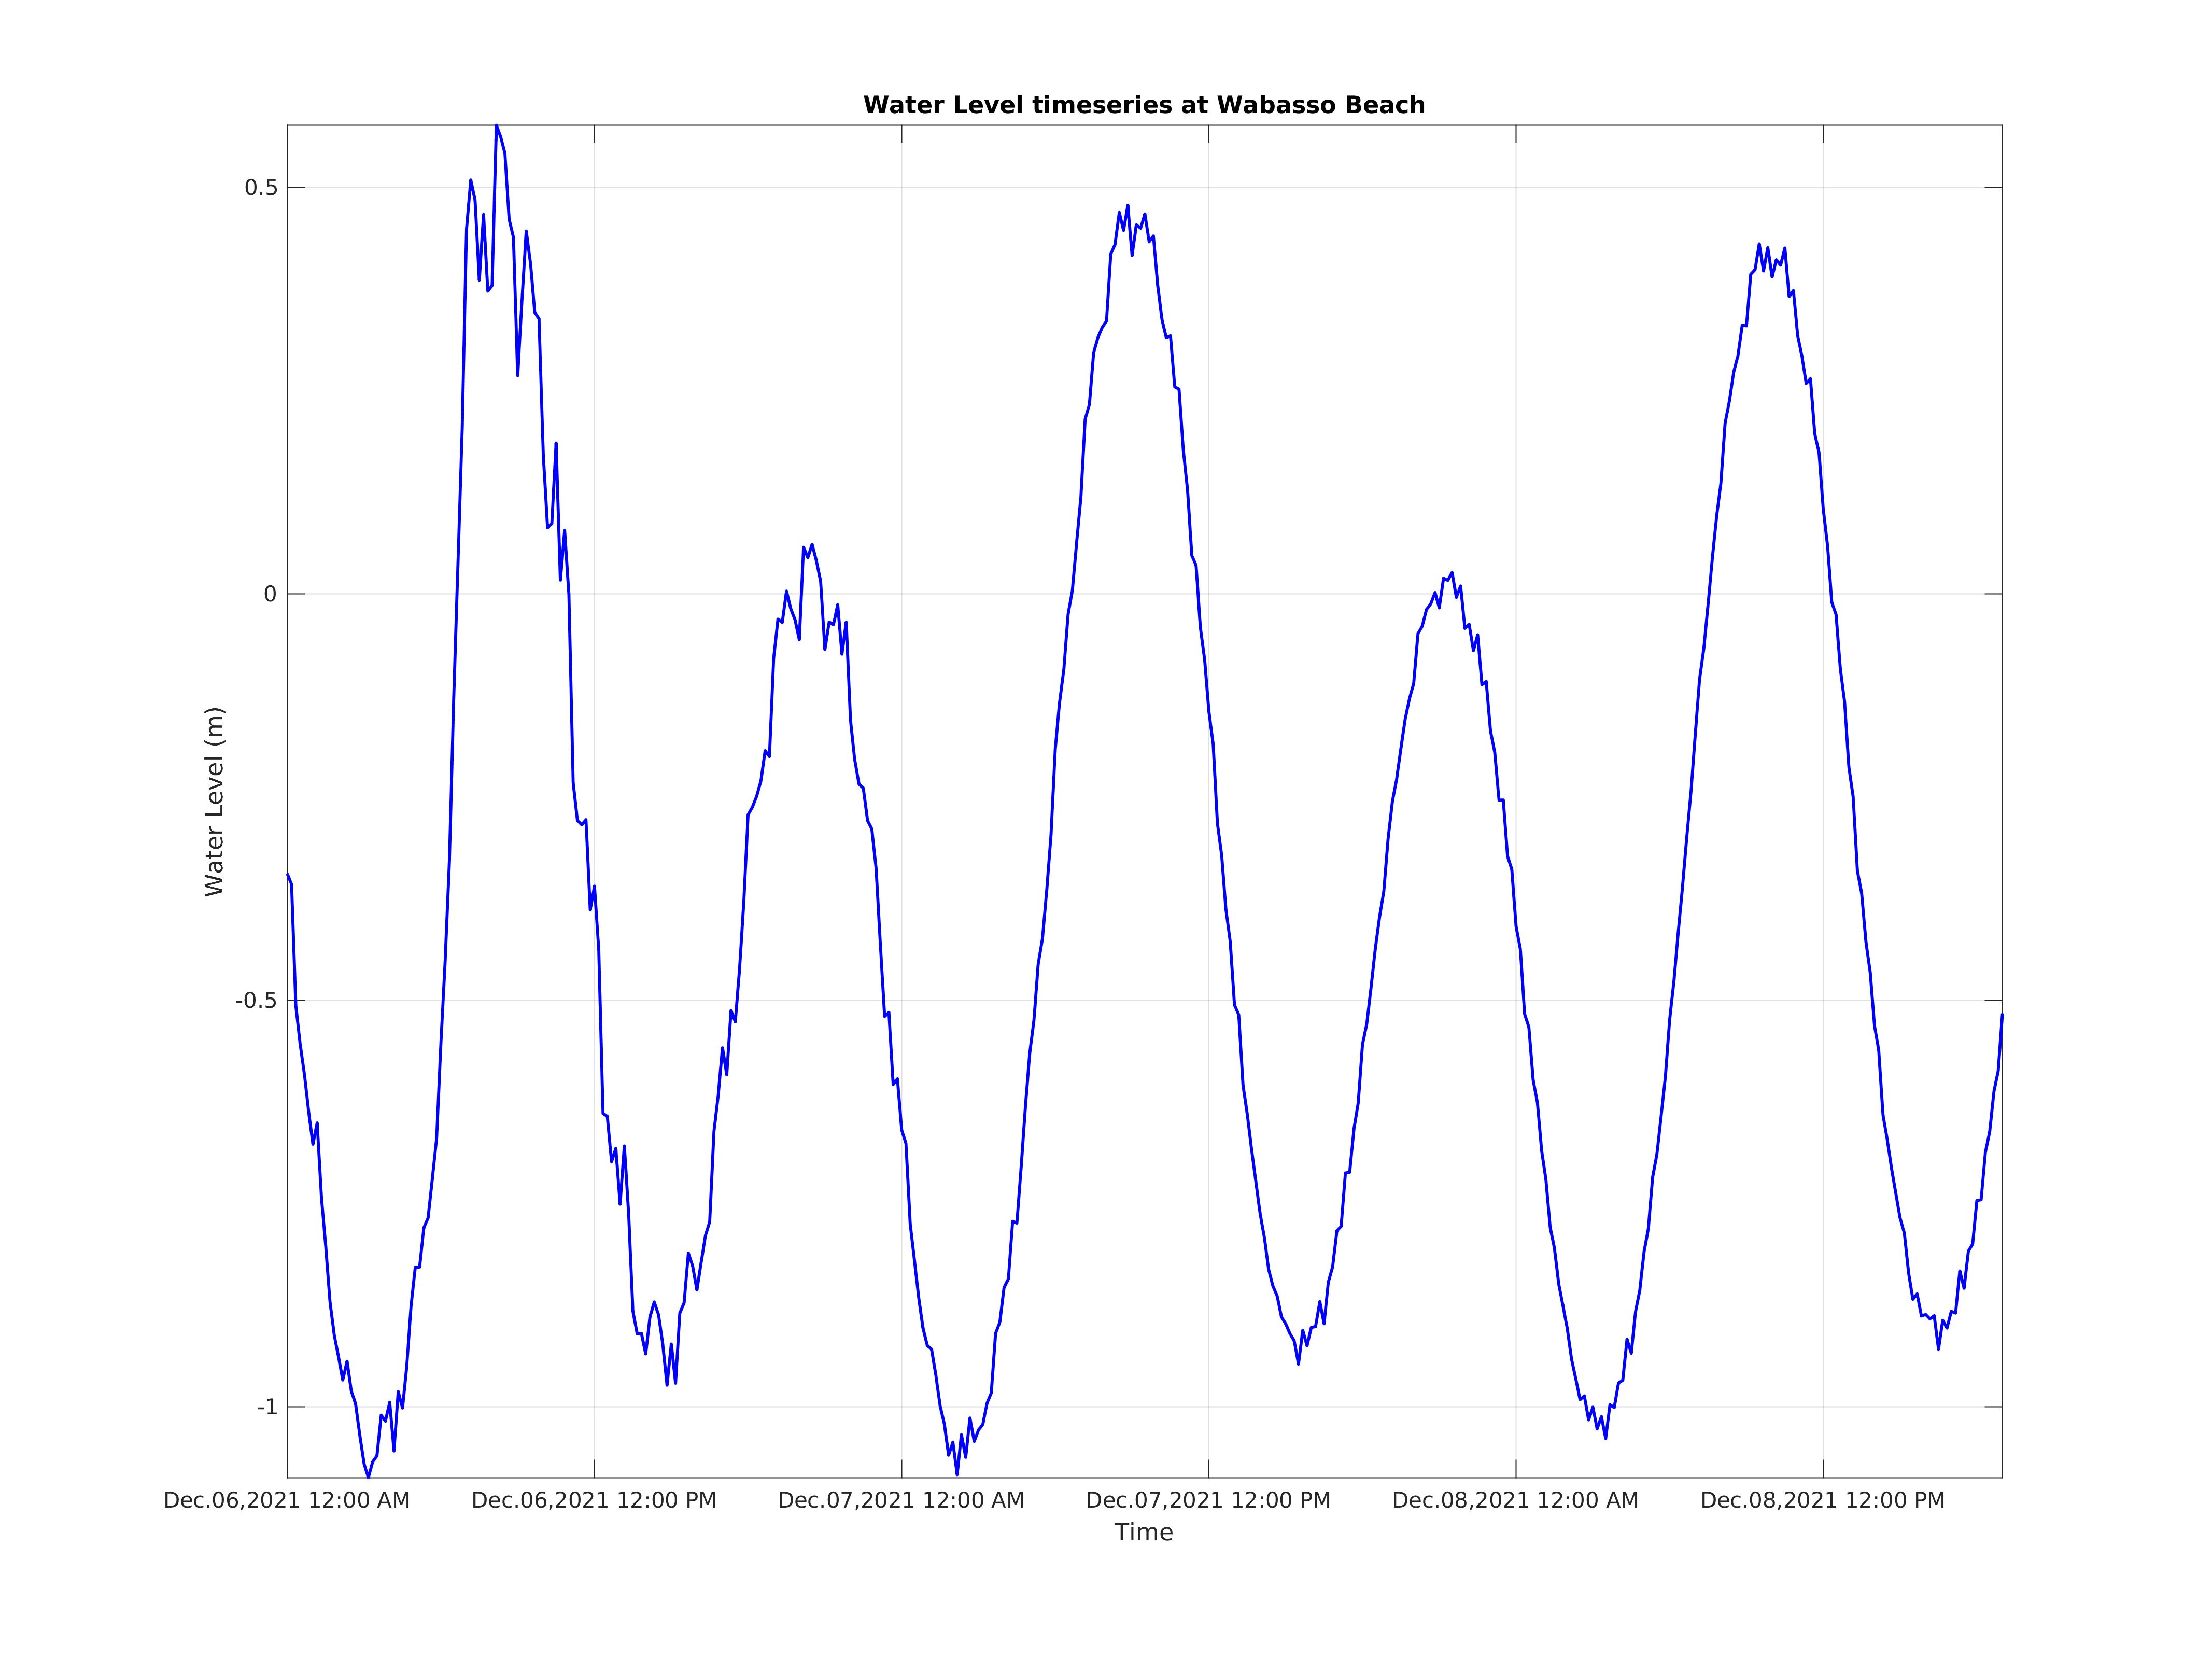 Water Level timeseries at Wabasso Beach
0.5
0
-0.5
-1
Water Level (m)
Dec.06,2021 12:00 AM Dec.06,2021 12:00 PM Dec.07,2021 12:00 AM Dec.07,2021 12:00 PM Dec.08,2021 12:00 AM Dec.08,2021 12:00 PM
Time